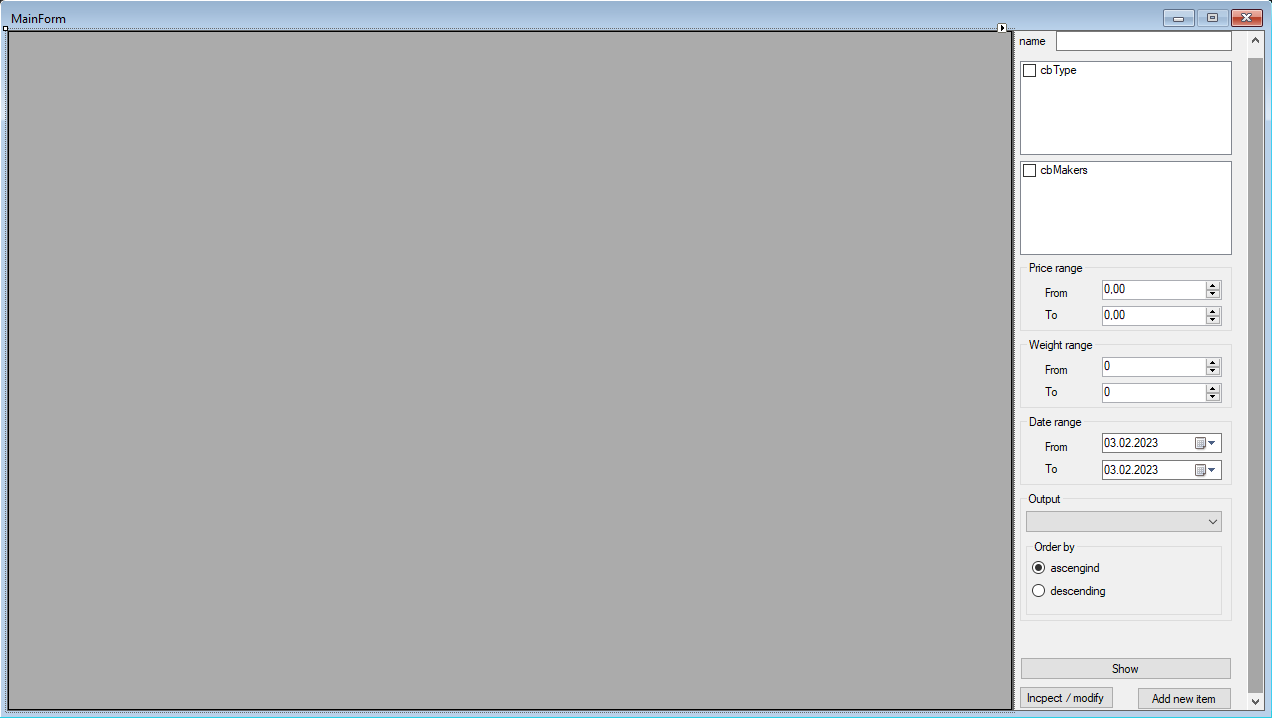 MainForm
name
cbType
cbMakers
Price range
From 0,00
To 0,00
Weight range
From 0
To 0
Date range
From 03.02.2023
To 03.02.2023
Output
Order by
ascengind
descending
Show
Incpect / modify Add new item